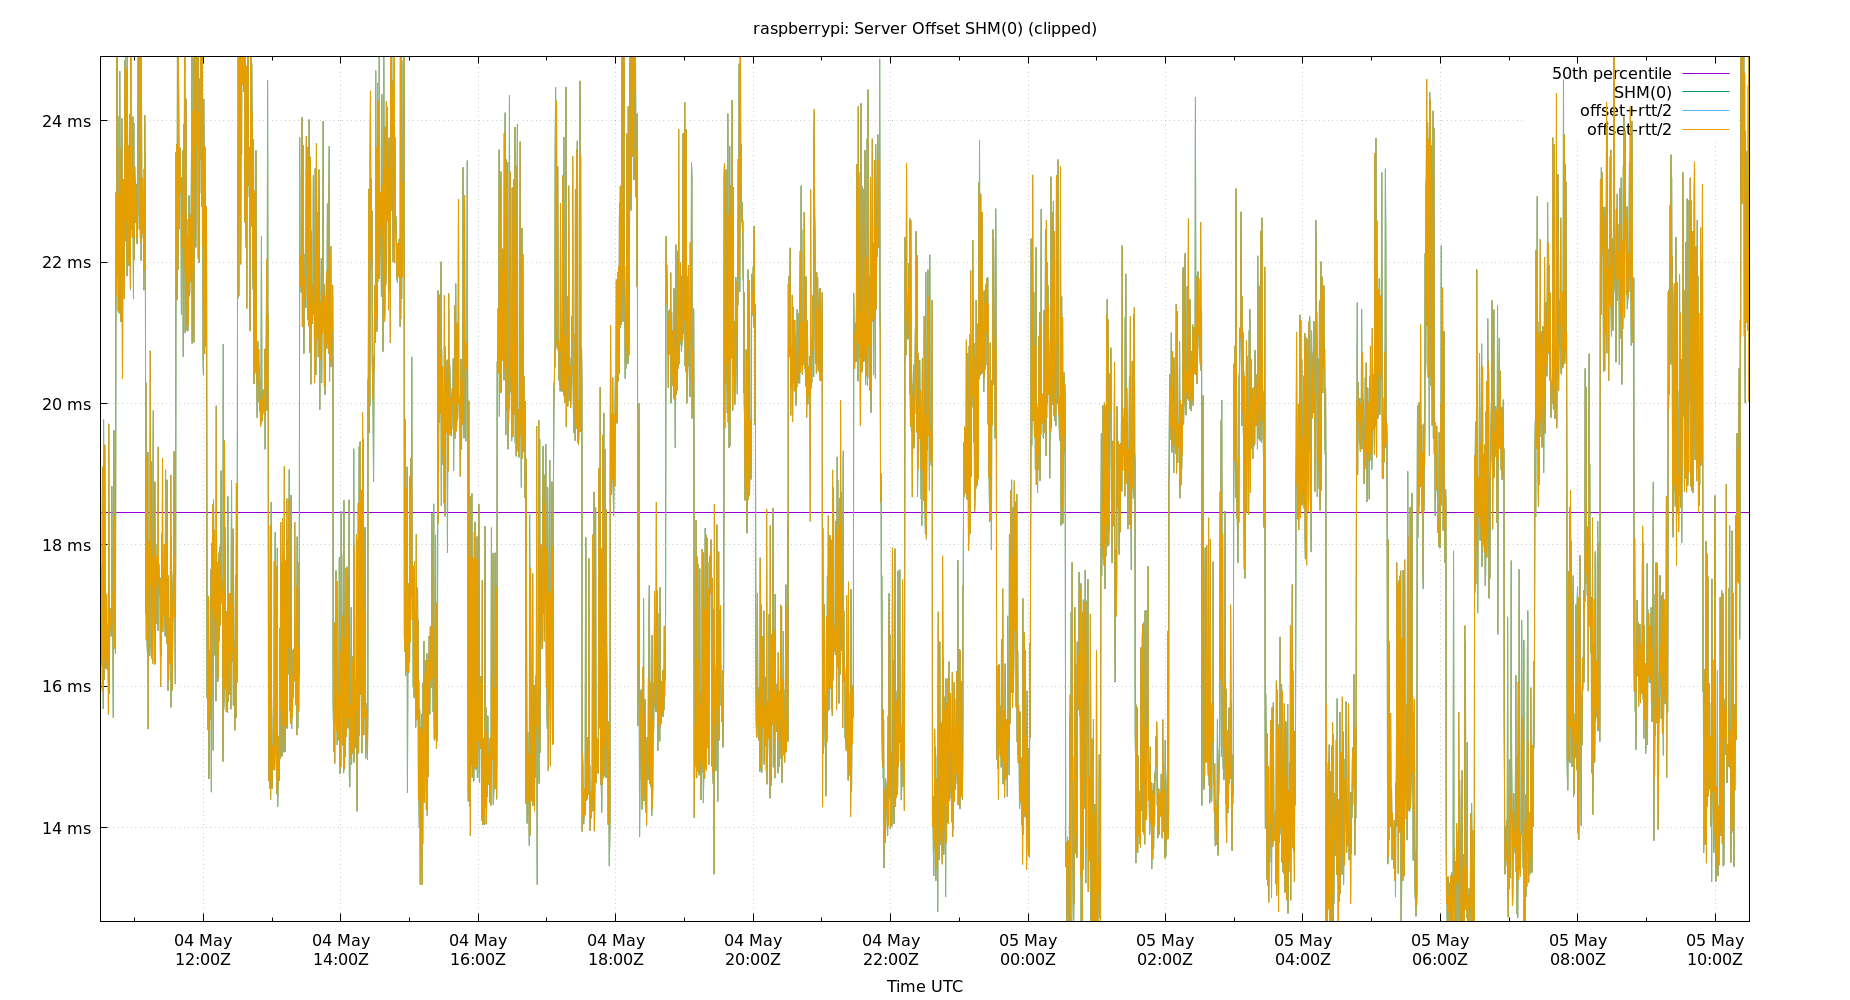 raspberrypi: Server Offset SHM(0) (clipped)
50th percentile
SHM(0)
offset+rtt/2
offset-rtt/2
24 ms
22 ms
20 ms
18 ms
16 ms
14 ms
04 May 04 May 04 May 04 May 04 May 04 May 05 May 05 May 05 May 05 May 05 May 05 May
12:00Z 14:00Z 16:00Z 18:00Z 20:00Z 22:00Z 00:00Z 02:00Z 04:00Z 06:00Z 08:00Z 10:00Z
Time UTC